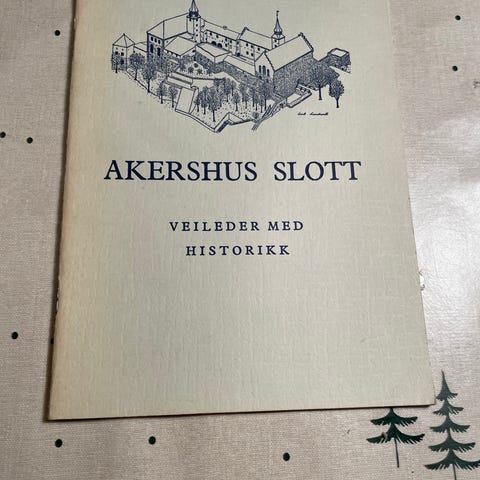 AKERSHUS SLOTT
VEILEDER MED
HISTORIKK